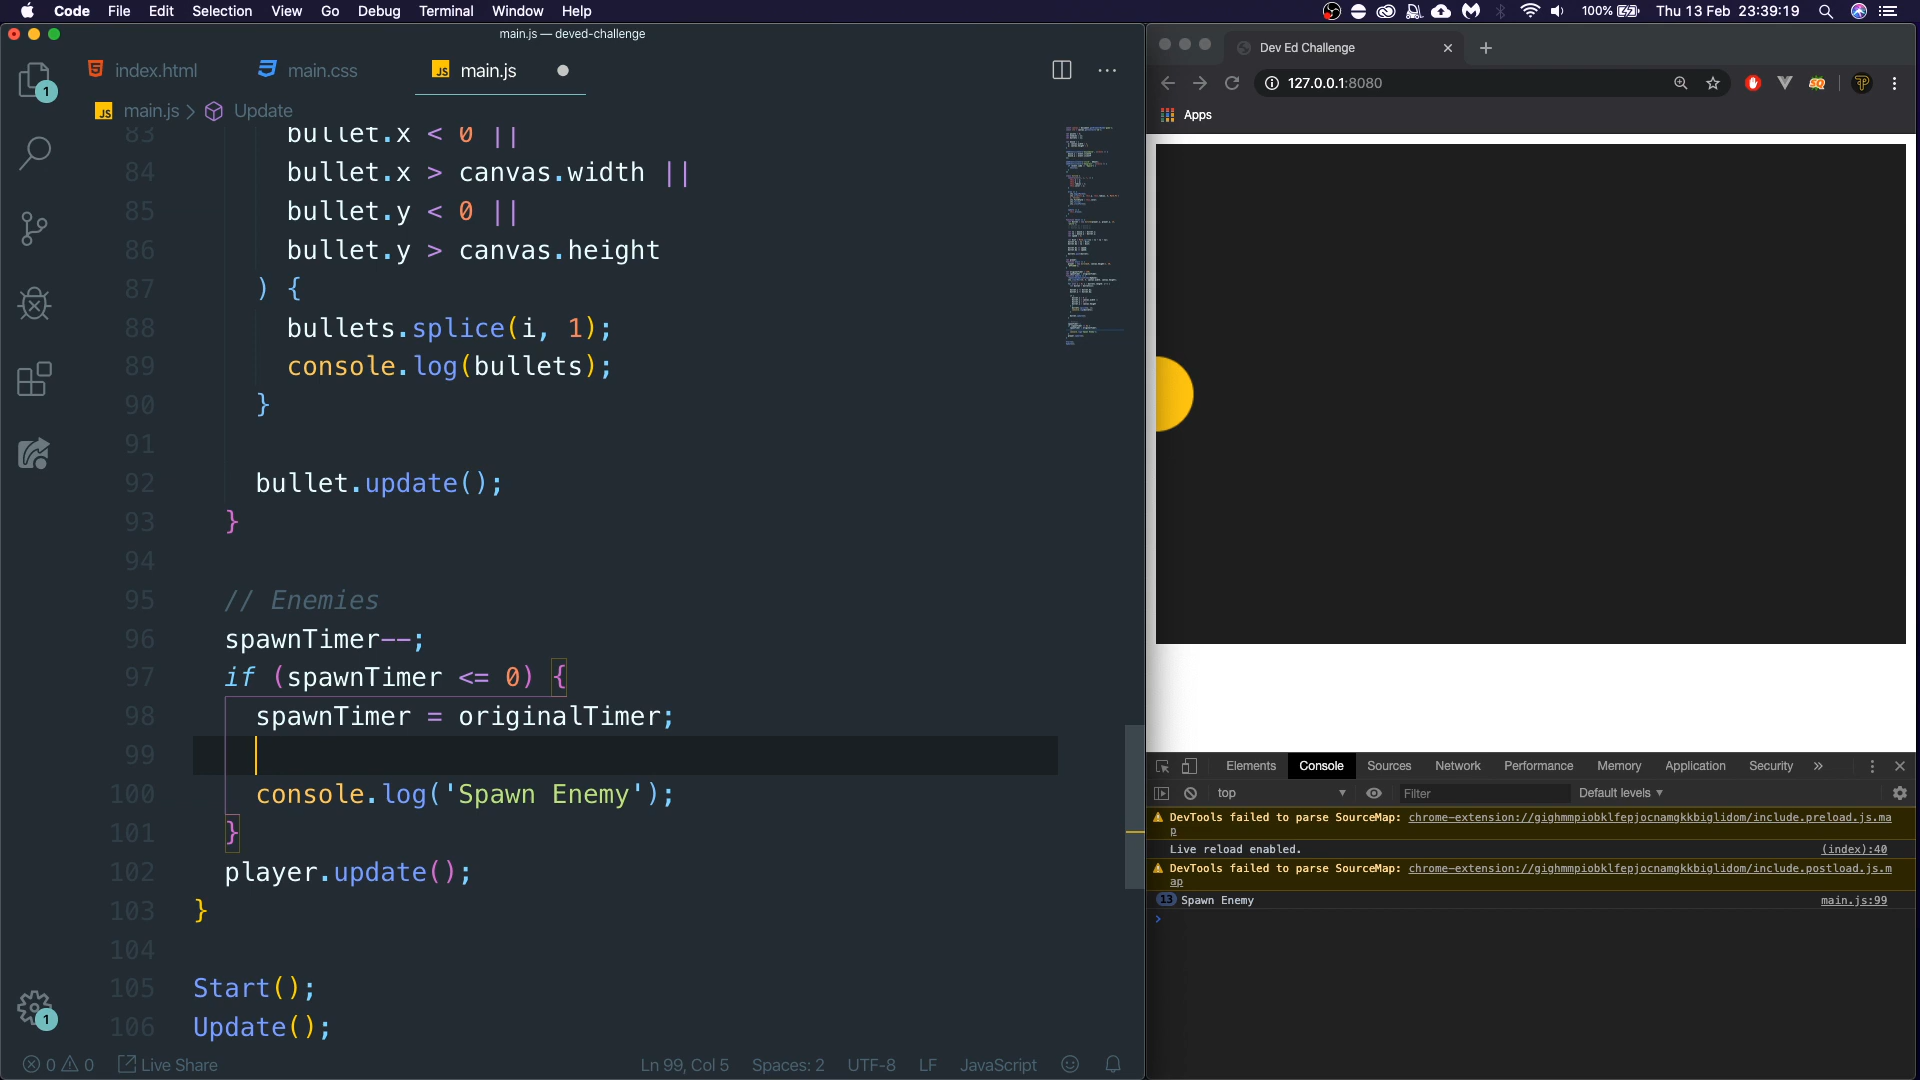 Code File Edit Selection View Go Debug Terminal Window Help
100% Thu 13 Feb 23:39:19
main.js — deved-challenge
index.html main.css JS main.js
JS main.js > Update
83 bullet.x < 0 ||
84 bullet.x > canvas.width ||
85 bullet.y < 0 ||
86 bullet.y > canvas.height
87 ) {
88 bullets.splice(i, 1);
89 console.log(bullets);
90 }
91
92 bullet.update();
93 }
94
95 // Enemies
96 spawnTimer--;
97 if (spawnTimer <= 0) {
98 spawnTimer = originalTimer;
99
100 console.log('Spawn Enemy');
101 }
102 player.update();
103 }
104
105 Start();
106 Update();
1
1
0 0 Live Share Ln 99, Col 5 Spaces: 2 UTF-8 LF JavaScript
Dev Ed Challenge
127.0.0.1:8080
Apps
Elements Console Sources Network Performance Memory Application Security »
top Filter Default levels
DevTools failed to parse SourceMap: chrome-extension://gighmmpiobklfepjocnamgkkbiglidom/include.preload.js.ma
p
Live reload enabled. (index):40
DevTools failed to parse SourceMap: chrome-extension://gighmmpiobklfepjocnamgkkbiglidom/include.postload.js.m
ap
13 Spawn Enemy main.js:99
>